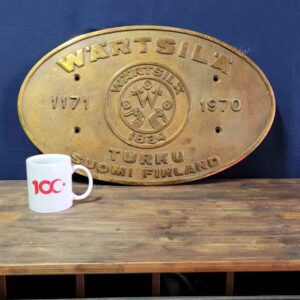 WÄRTSILÄ
WÄRTSILÄ
1171
1970
W
1834
TURKU
SUOMI FINLAND
100